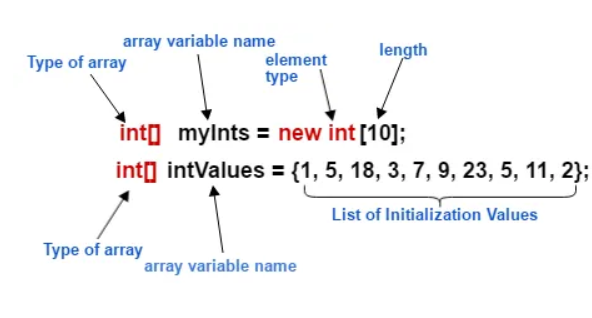 array variable name
Type of array
element
type
length
int[] myInts = new int [10];
int[] intValues = {1, 5, 18, 3, 7, 9, 23, 5, 11, 2};
List of Initialization Values
Type of array
array variable name